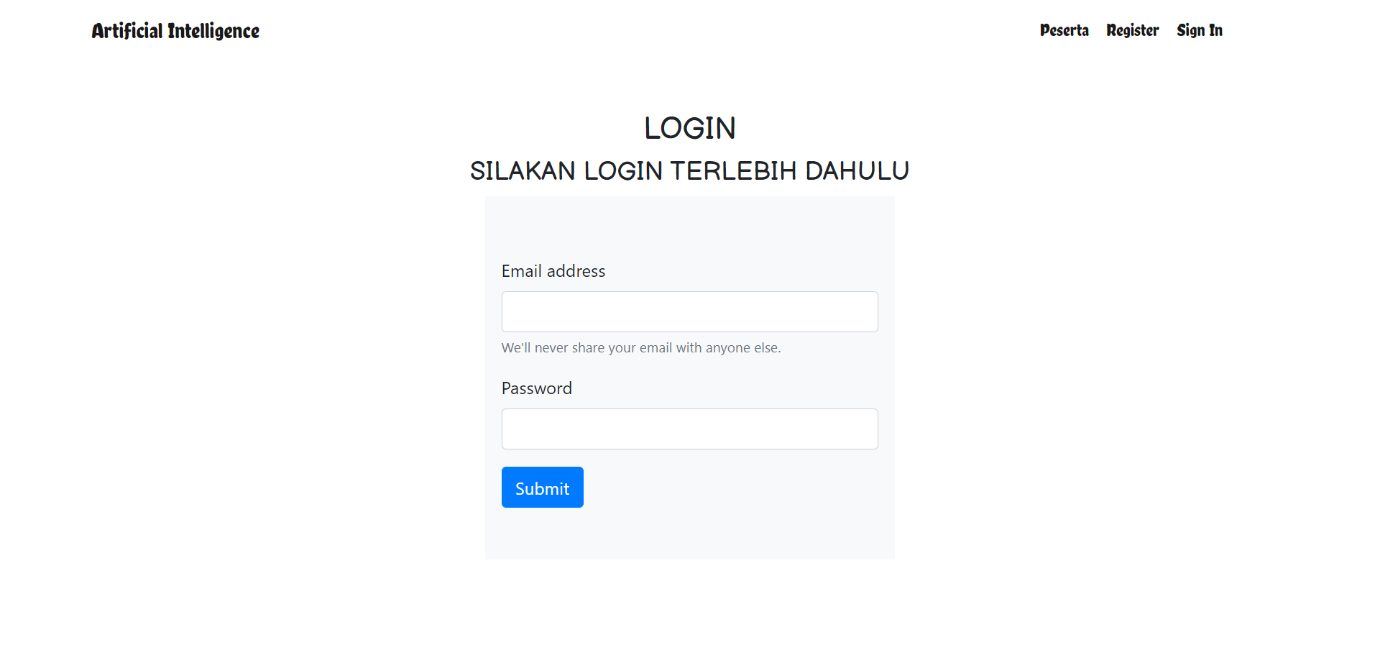 Artificial Intelligence
Peserta Register Sign In
LOGIN
SILAKAN LOGIN TERLEBIH DAHULU
Email address
We'll never share your email with anyone else.
Password
Submit